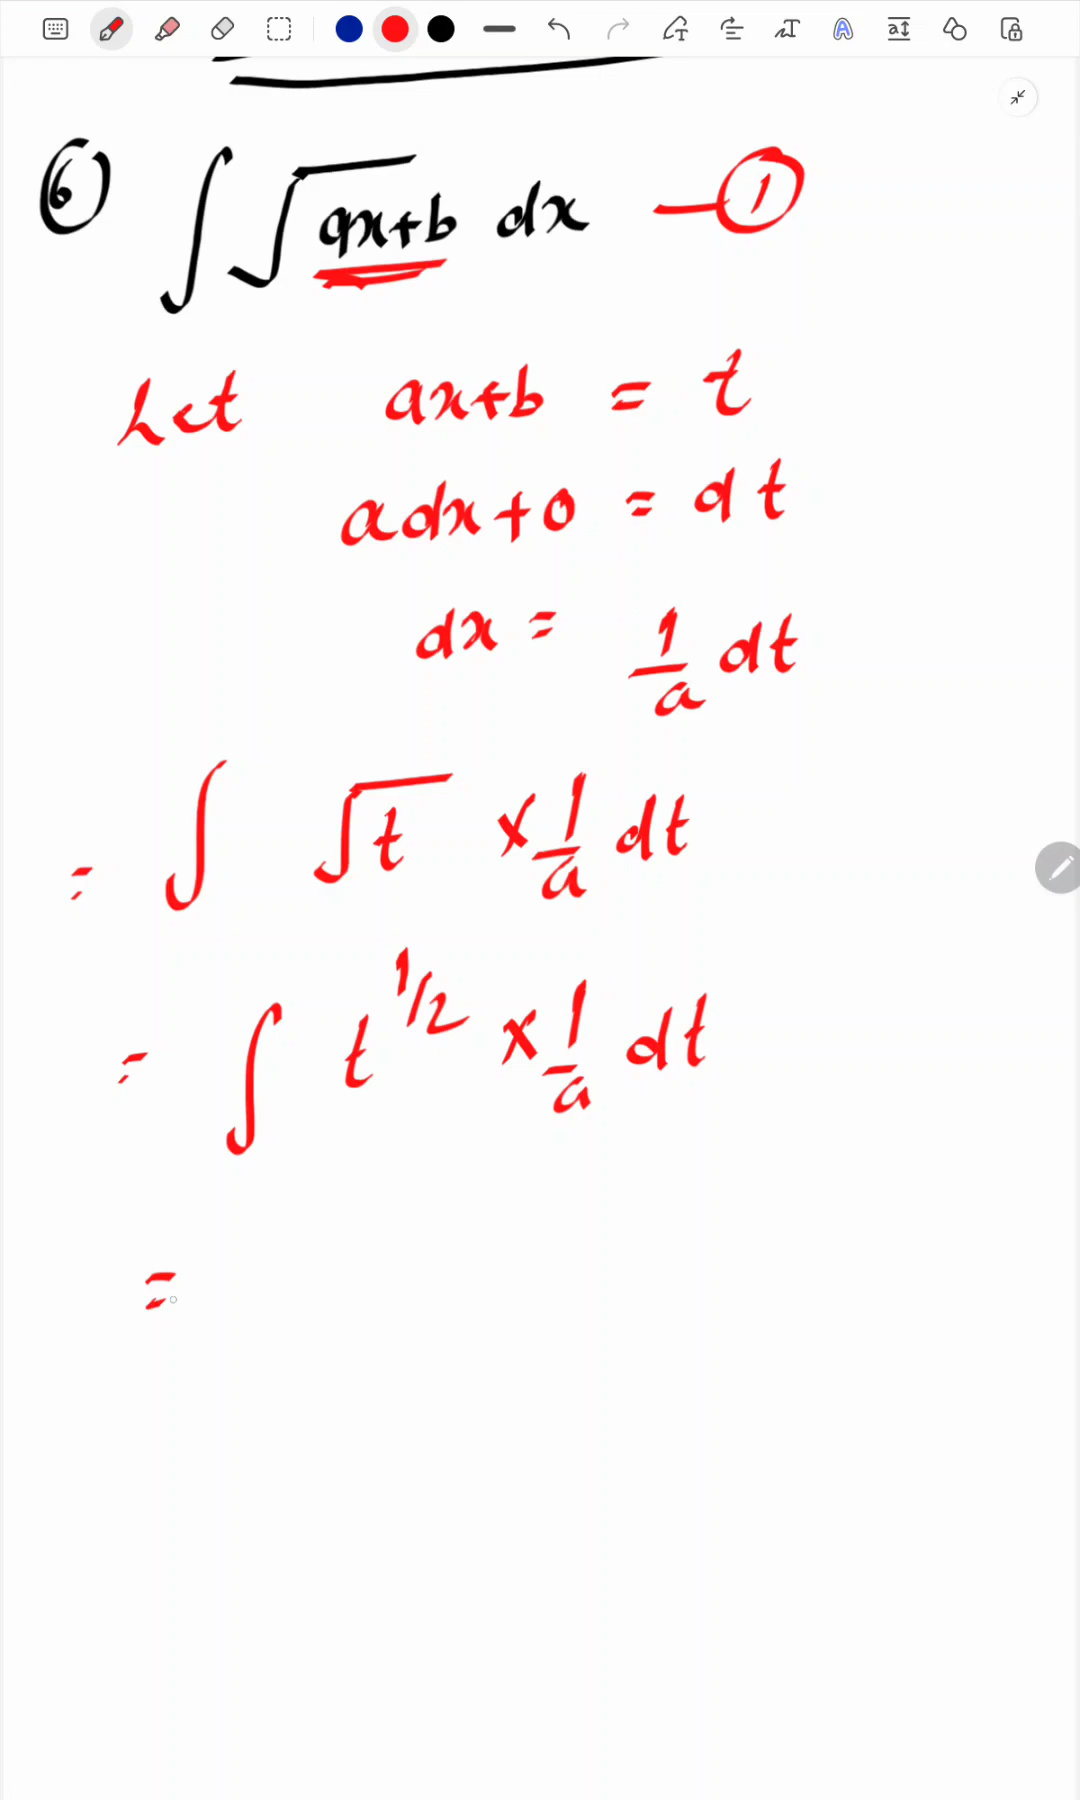 ⑥ ∫ √ax+b dx — ①
Let ax+b = t
adx+0 = dt
dx = 1/a dt
= ∫ √t × 1/a dt
= ∫ t^1/2 × 1/a dt
=